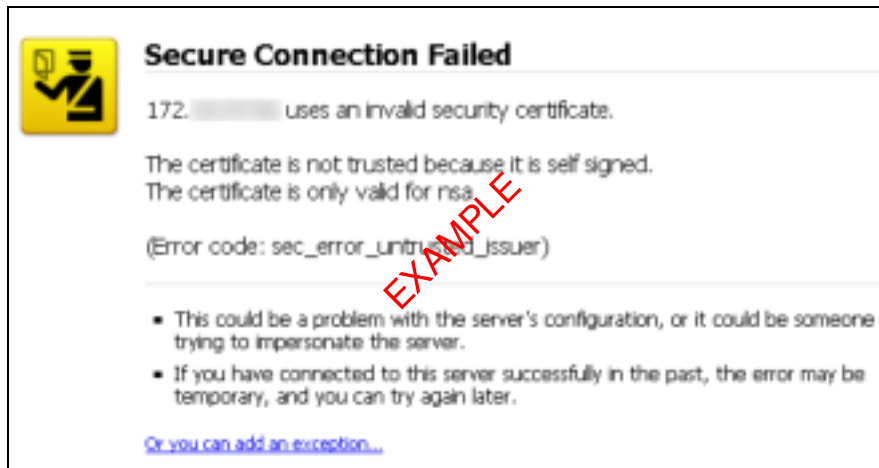 Secure Connection Failed
172. uses an invalid security certificate.
The certificate is not trusted because it is self signed.
The certificate is only valid for nsa.
(Error code: sec_error_untrusted_issuer)
EXAMPLE
▪ This could be a problem with the server's configuration, or it could be someone
trying to impersonate the server.
▪ If you have connected to this server successfully in the past, the error may be
temporary, and you can try again later.
Or you can add an exception...